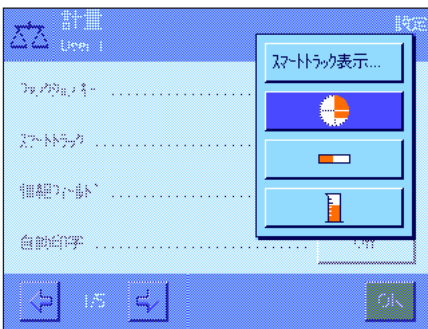 計量
User 1
設定
スマートトラック表示...
ファンクションキー
スマートトラック
情報フィールド
自動印字
Off
1/5
OK